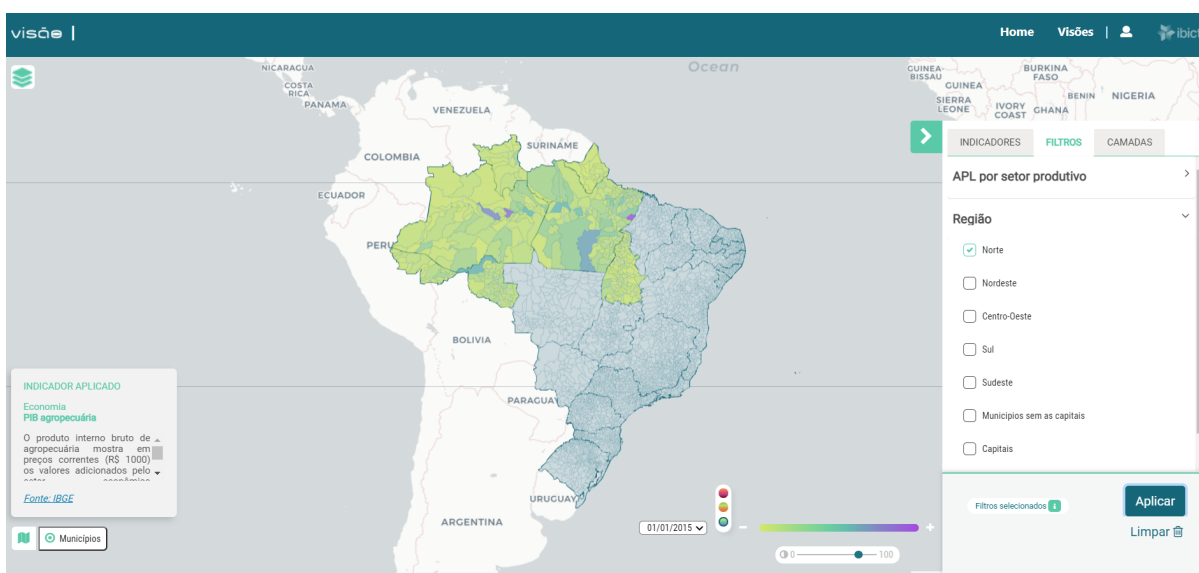 visão |
Home Visões | ibict
Ocean
NICARAGUA
COSTA
RICA
PANAMA
VENEZUELA
SURINAME
COLOMBIA
ECUADOR
PERU
BOLIVIA
PARAGUAY
URUGUAY
ARGENTINA
GUINEA-
BISSAU
GUINEA
SIERRA
LEONE
IVORY
COAST
GHANA
BURKINA
FASO
BENIN
NIGERIA
INDICADORES FILTROS CAMADAS
APL por setor produtivo
Região
Norte
Nordeste
Centro-Oeste
Sul
Sudeste
Municipios sem as capitais
Capitais
Filtros selecionados
Aplicar
Limpar
INDICADOR APLICADO
Economia
PIB agropecuária
O produto interno bruto de
agropecuária mostra em
preços correntes (R$ 1000)
os valores adicionados pelo
setor econômico
Fonte: IBGE
Municípios
01/01/2015
− +
0 100